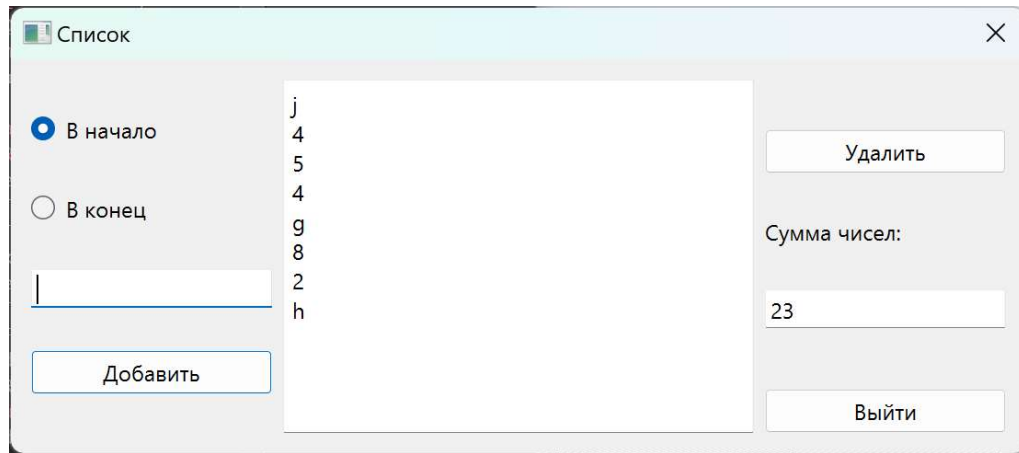 Список
В начало
В конец
Добавить
j
4
5
4
g
8
2
h
Удалить
Сумма чисел:
23
Выйти